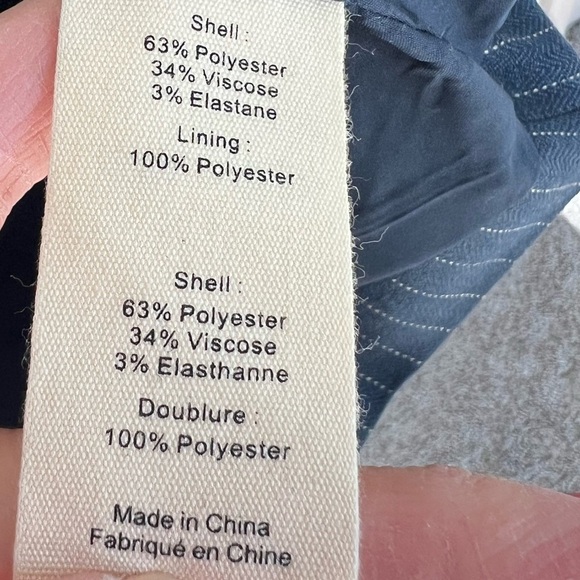 Shell :
63% Polyester
34% Viscose
3% Elastane
Lining :
100% Polyester
Shell :
63% Polyester
34% Viscose
3% Elasthanne
Doublure :
100% Polyester
Made in China
Fabriqué en Chine